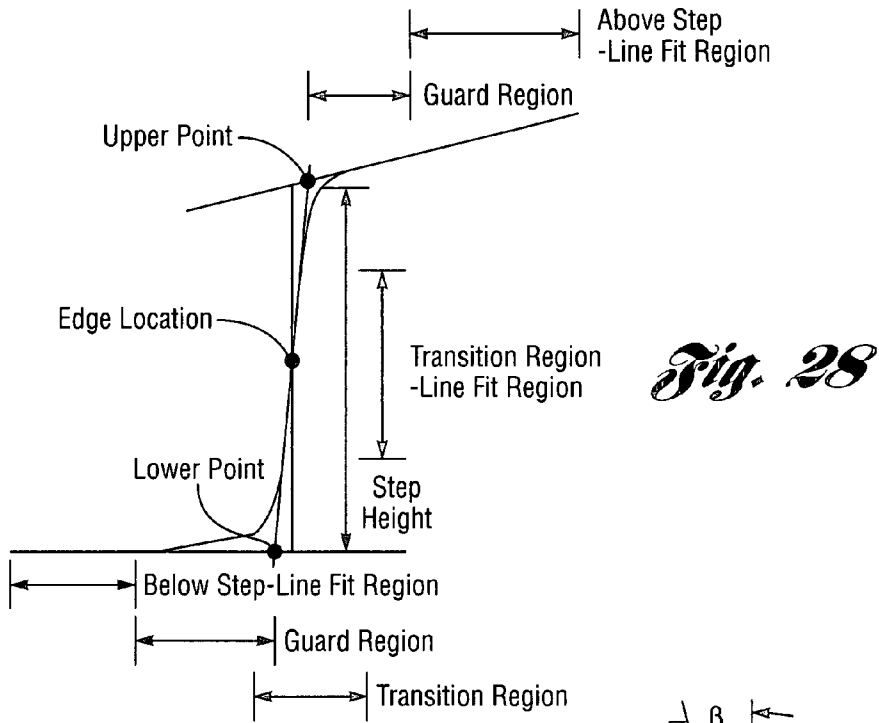 Above Step
-Line Fit Region
Guard Region
Upper Point
Edge Location
Transition Region
-Line Fit Region
Fig. 28
Lower Point
Step
Height
Below Step-Line Fit Region
Guard Region
Transition Region
β